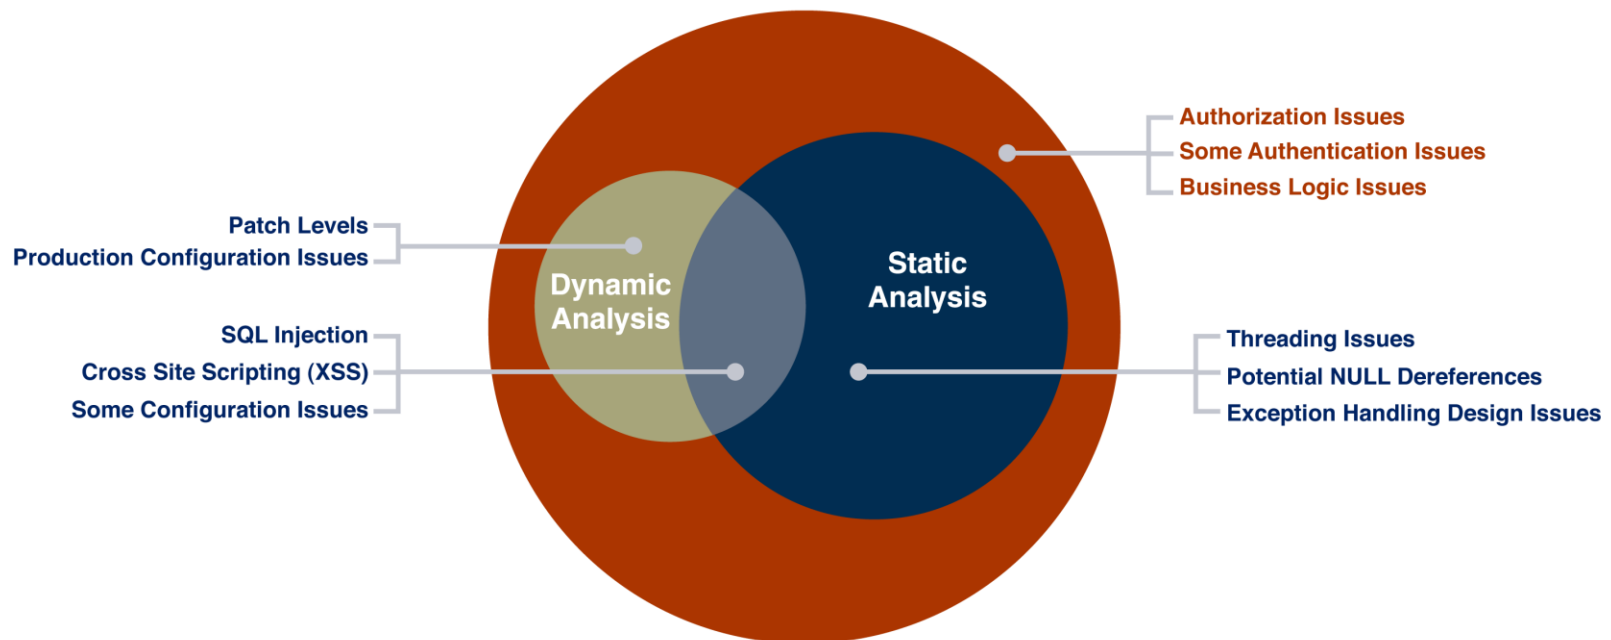 Authorization Issues
Some Authentication Issues
Business Logic Issues
Patch Levels
Production Configuration Issues
Dynamic
Analysis
Static
Analysis
SQL Injection
Cross Site Scripting (XSS)
Some Configuration Issues
Threading Issues
Potential NULL Dereferences
Exception Handling Design Issues